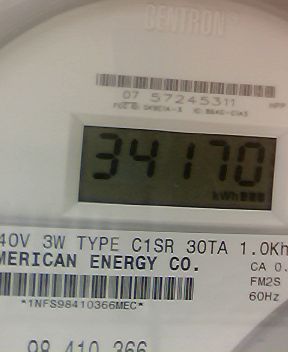 CENTRON®
07 57245311
34170
kWh
40V 3W TYPE C1SR 30TA 1.0Kh
MERICAN ENERGY CO.
CA 0.
FM2S
60Hz
*1NFS98410366MEC*
98 410 366